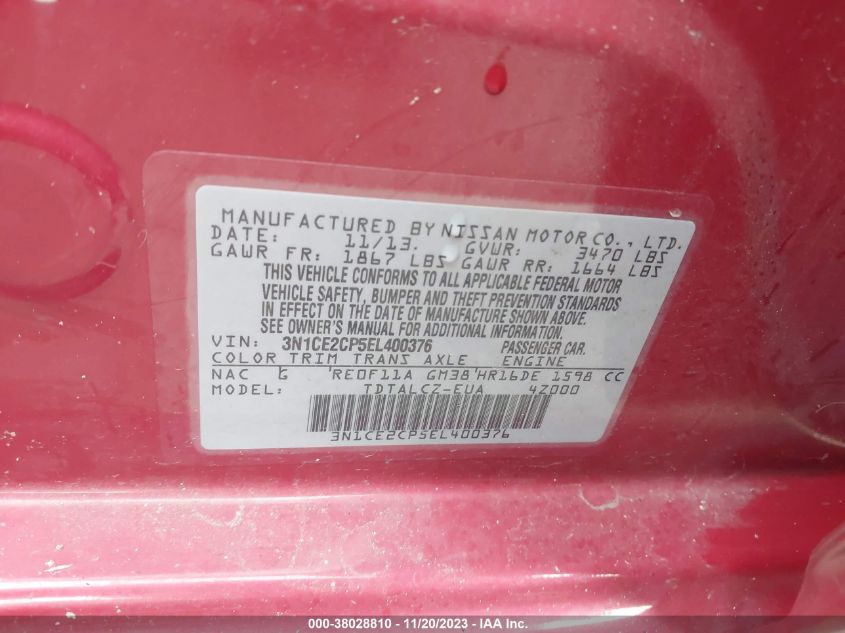 MANUFACTURED BY NISSAN MOTOR CO., LTD.
DATE: 11/13. GVWR: 3470 LBS
GAWR FR: 1867 LBS GAWR RR: 1664 LBS
THIS VEHICLE CONFORMS TO ALL APPLICABLE FEDERAL MOTOR
VEHICLE SAFETY, BUMPER AND THEFT PREVENTION STANDARDS
IN EFFECT ON THE DATE OF MANUFACTURE SHOWN ABOVE.
SEE OWNER'S MANUAL FOR ADDITIONAL INFORMATION.
VIN: 3N1CE2CP5EL400376 PASSENGER CAR.
COLOR TRIM TRANS AXLE ENGINE
NAC G RE0F11A GM38 HR16DE 1598 CC
MODEL: TDTALCZ-EUA 4Z000
3N1CE2CP5EL400376
000-38028810 - 11/20/2023 - IAA Inc.